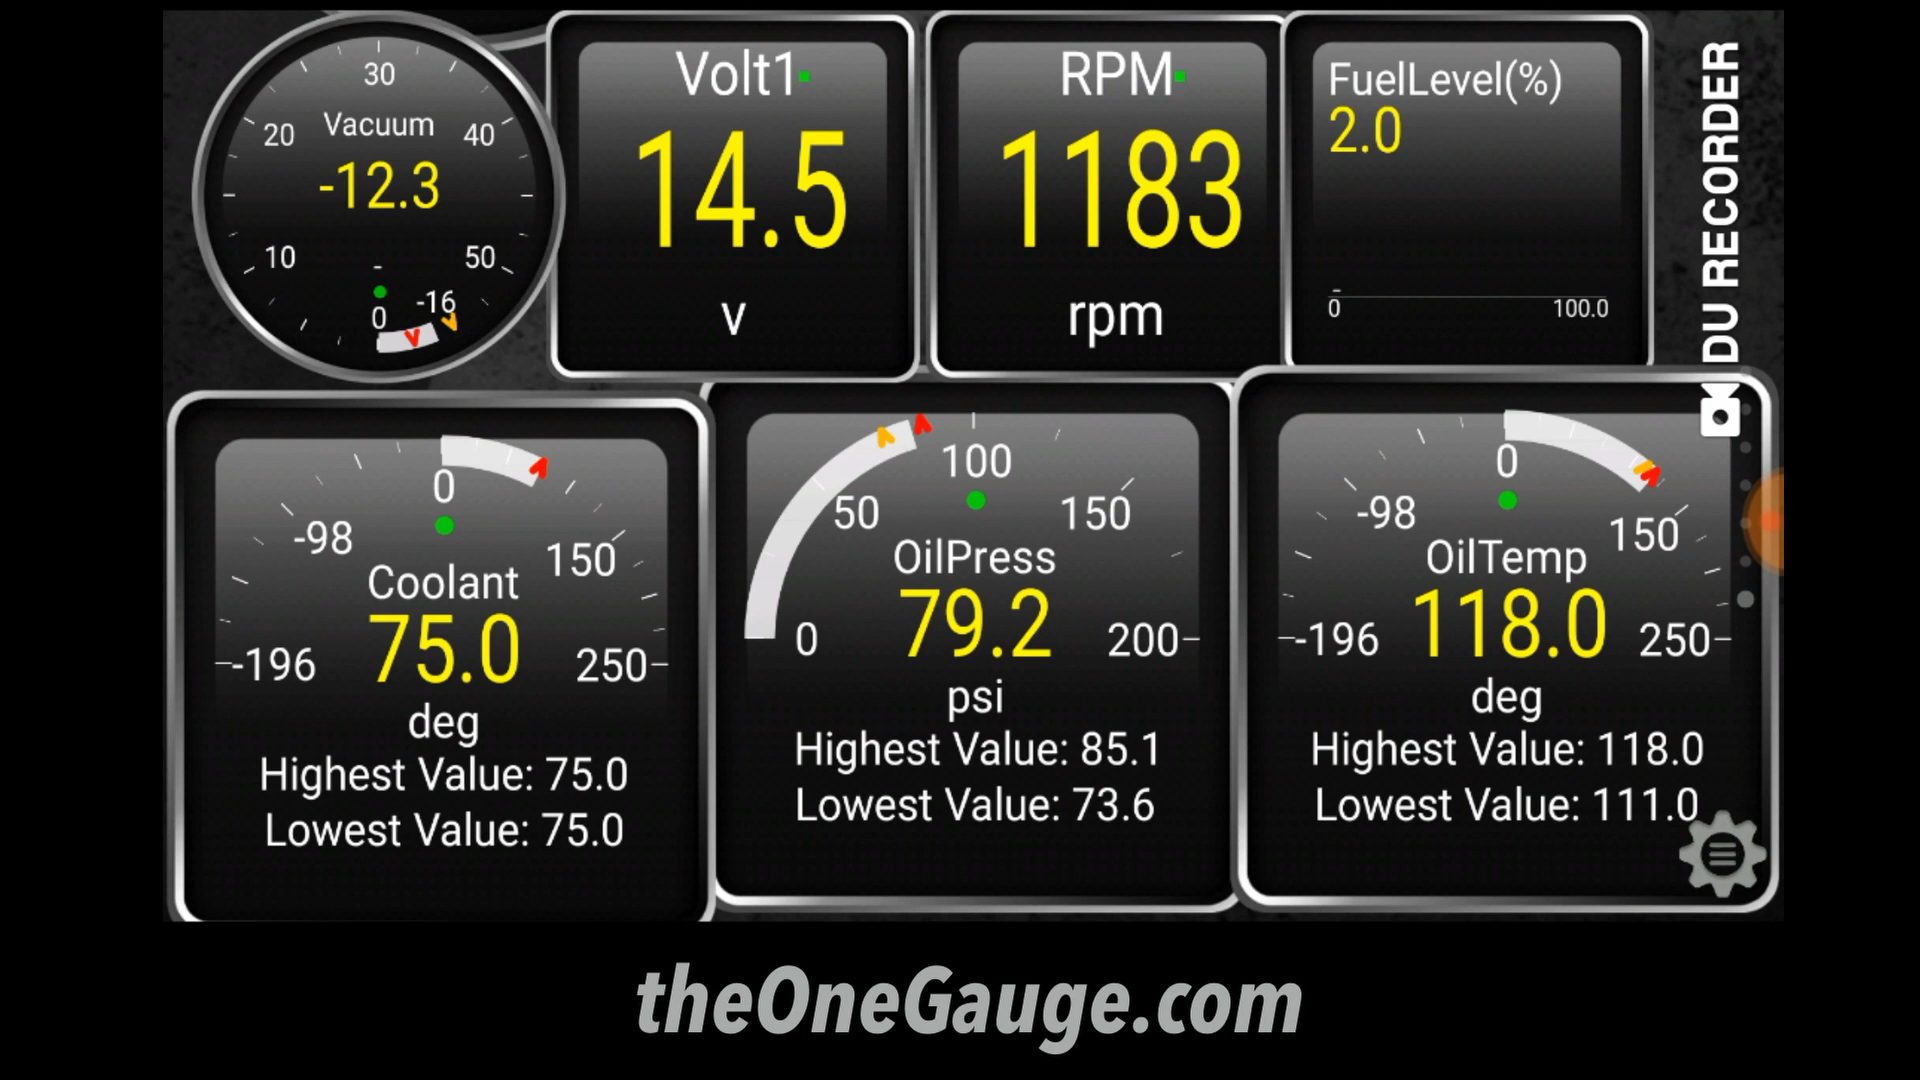 30
20
Vacuum
40
-12.3
10
50
-
0
-16
Volt1
14.5
v
RPM
1183
rpm
FuelLevel(%)
2.0
0
100.0
DU RECORDER
0
-98
150
Coolant
-196
75.0
250
deg
Highest Value: 75.0
Lowest Value: 75.0
100
50
150
OilPress
0
79.2
200
psi
Highest Value: 85.1
Lowest Value: 73.6
0
-98
150
OilTemp
-196
118.0
250
deg
Highest Value: 118.0
Lowest Value: 111.0
theOneGauge.com